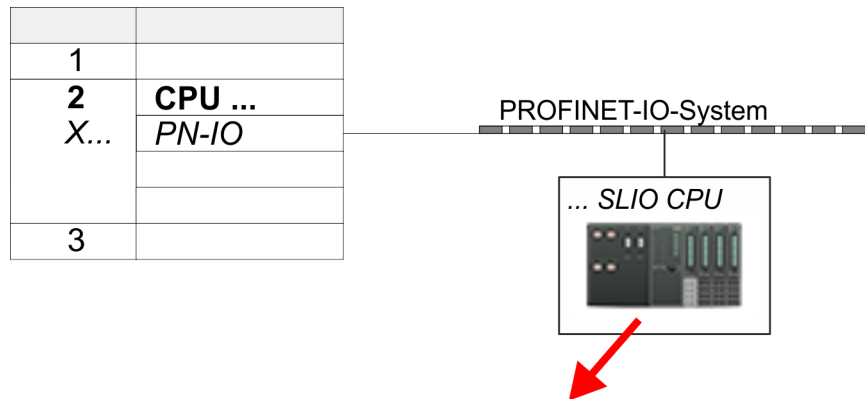 1
2 CPU ...
X... PN-IO
3
PROFINET-IO-System
... SLIO CPU